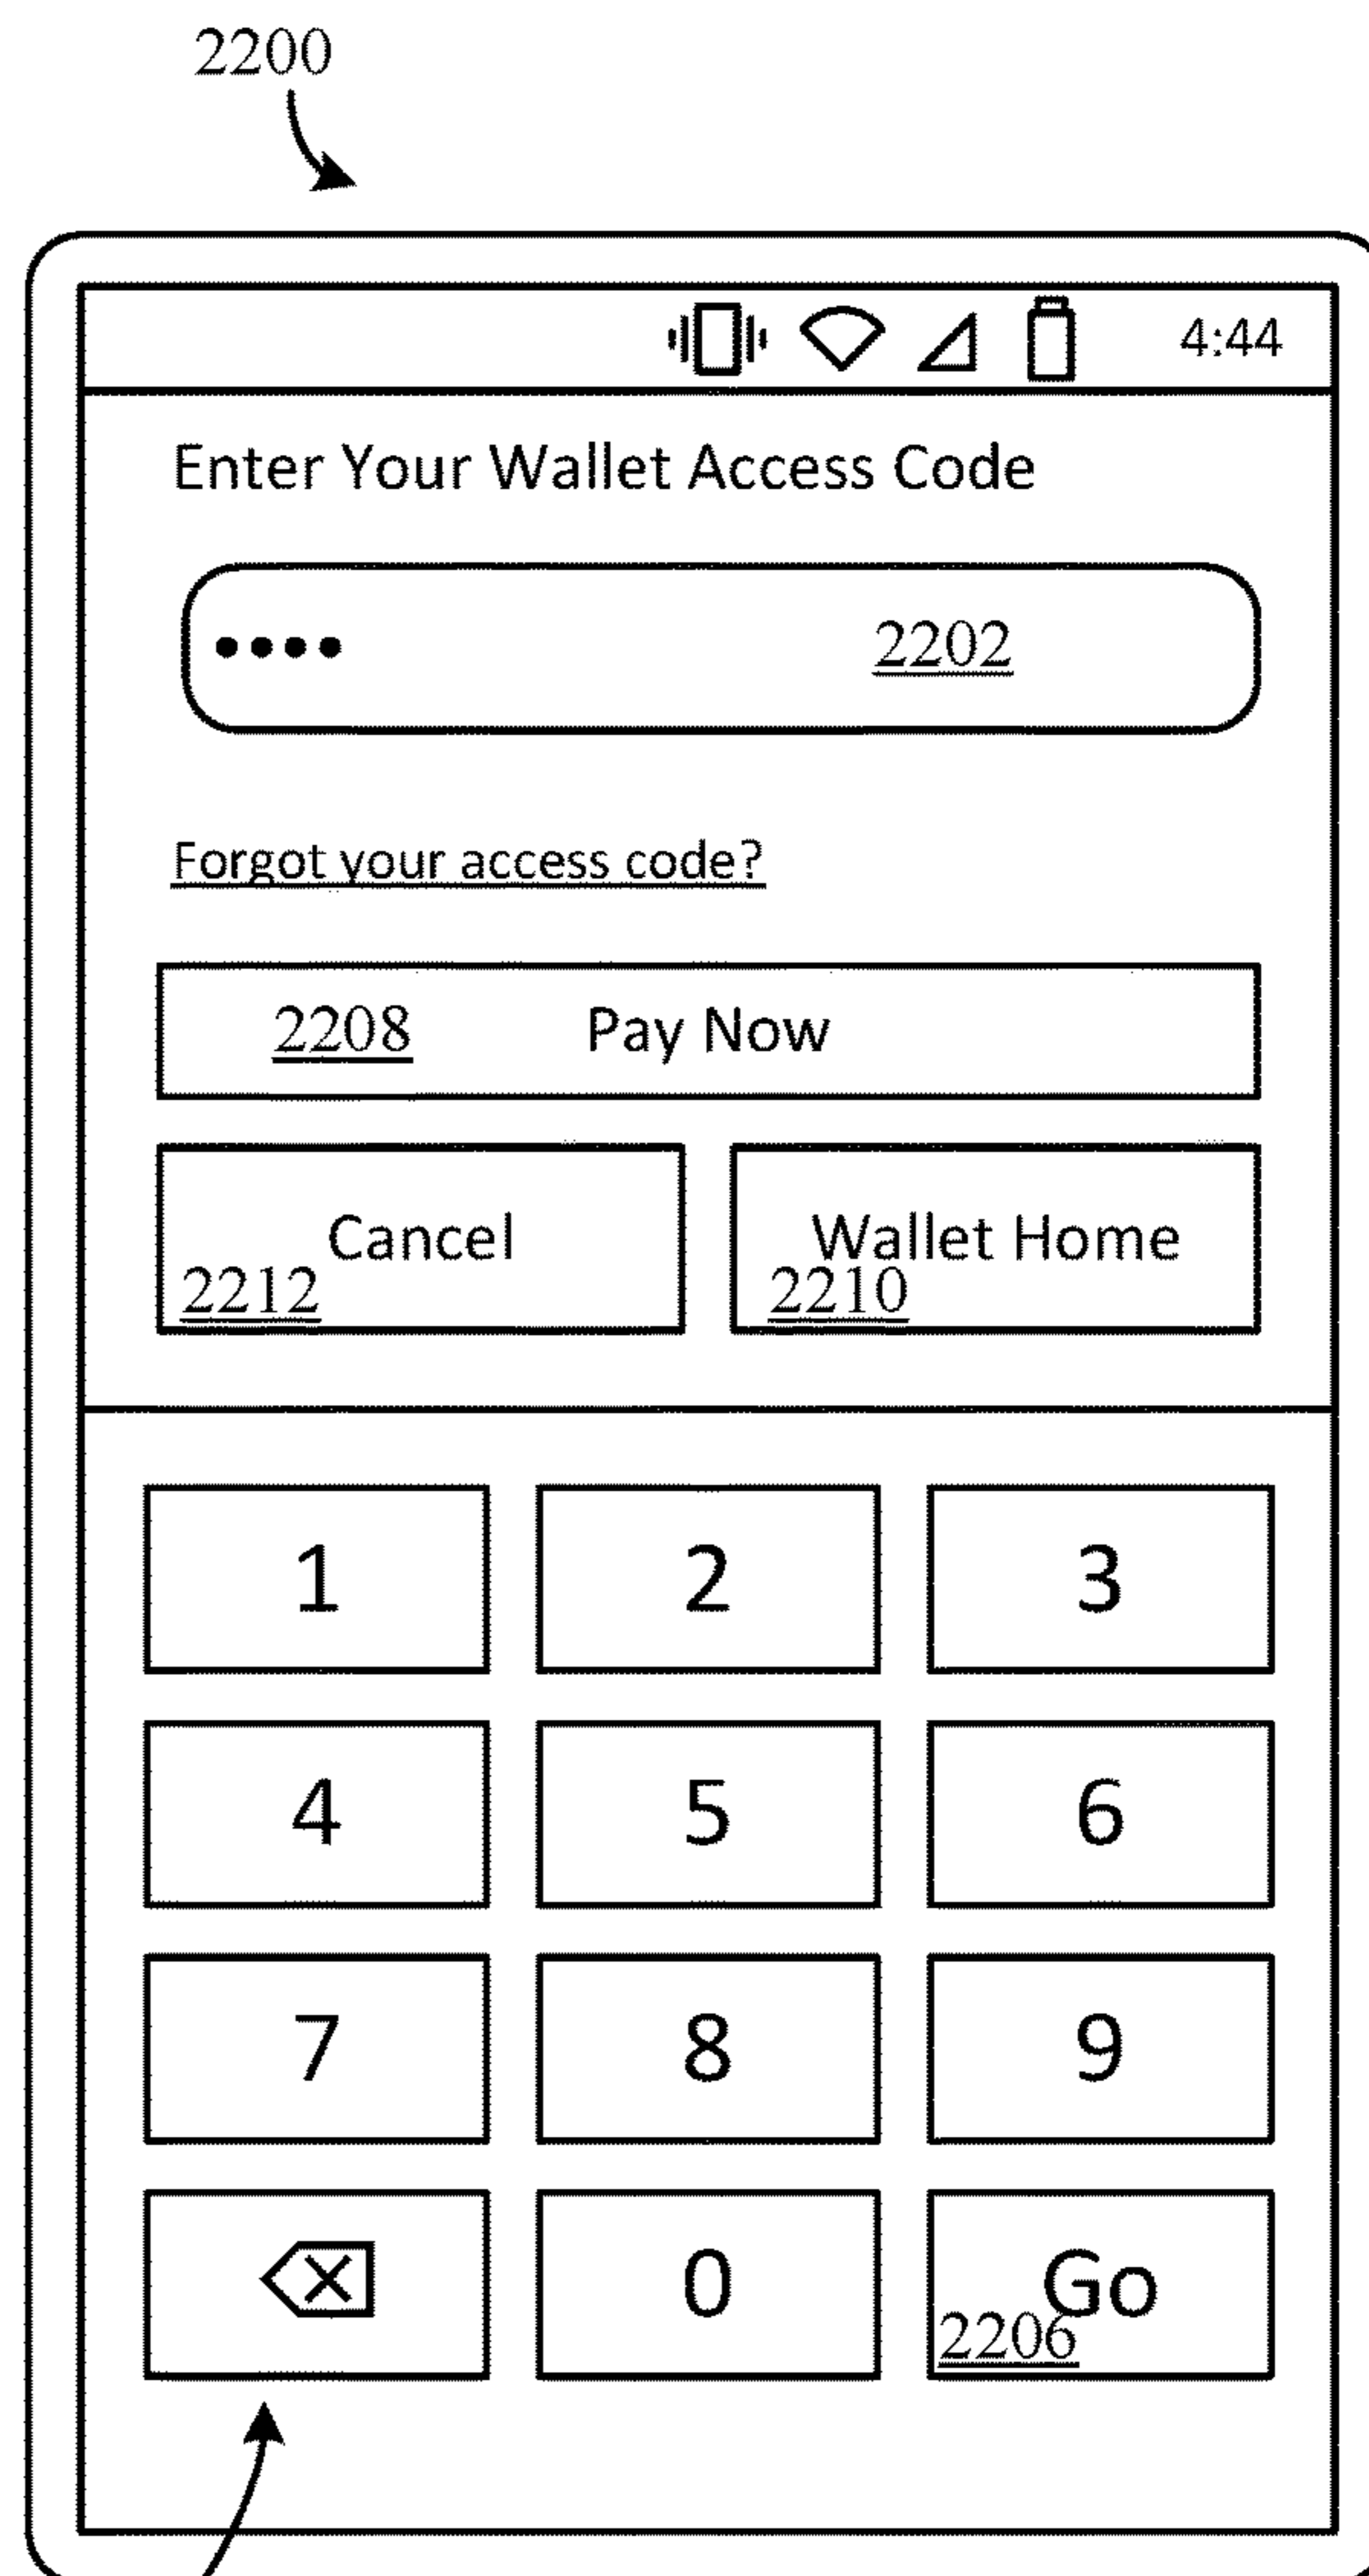 2200
4:44
Enter Your Wallet Access Code
•••• 2202
Forgot your access code?
2208 Pay Now
Cancel Wallet Home
2212 2210
1 2 3
4 5 6
7 8 9
0 Go
2206